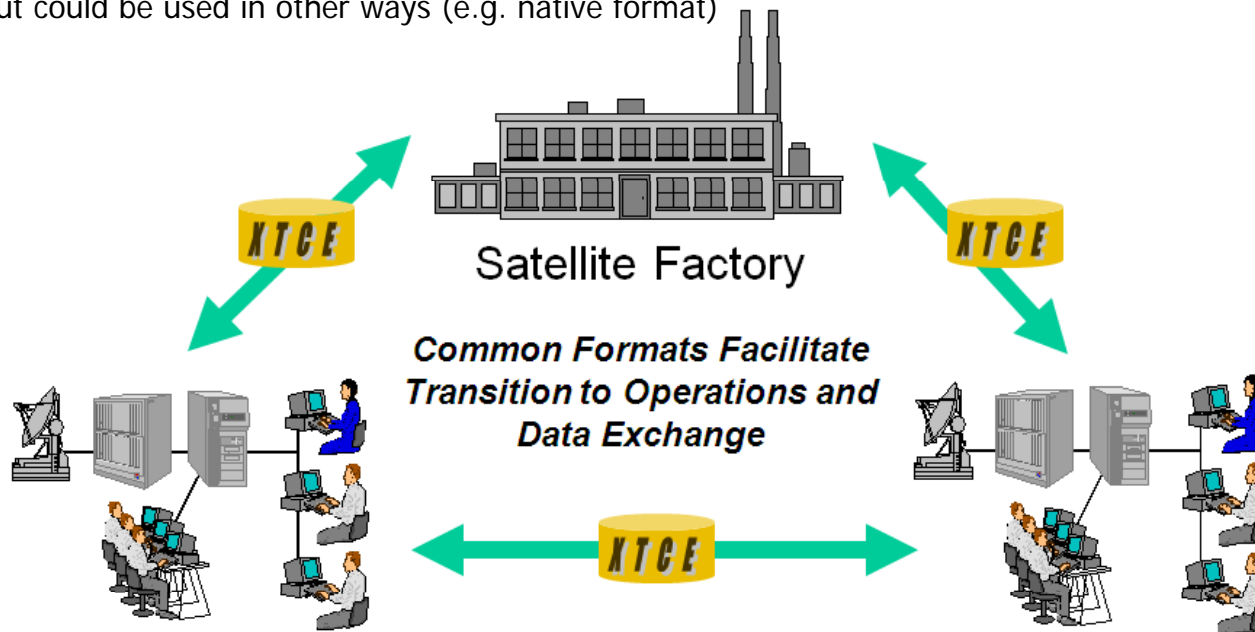 ut could be used in other ways (e.g. native format)
XTCE
XTCE
Satellite Factory
Common Formats Facilitate
Transition to Operations and
Data Exchange
XTCE